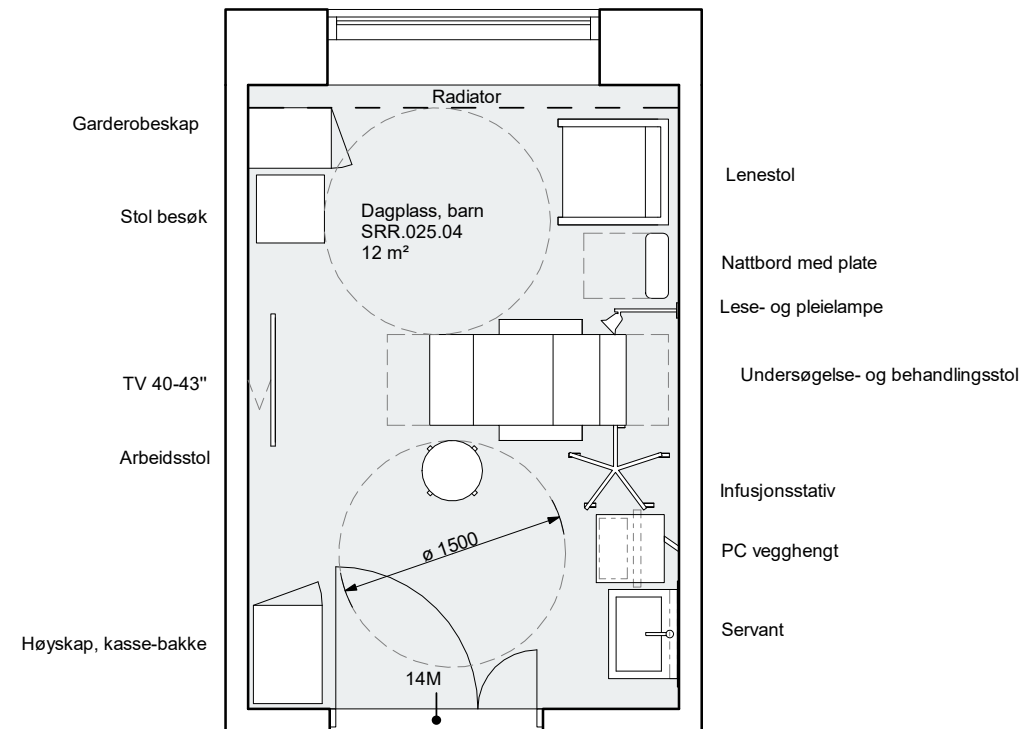 Radiator
Garderobeskap
Lenestol
Stol besøk
Dagplass, barn
SRR.025.04
12 m²
Nattbord med plate
Lese- og pleielampe
TV 40-43"
Undersøgelse- og behandlingsstol
Arbeidsstol
Infusjonsstativ
ø 1500
PC vegghengt
Servant
Høyskap, kasse-bakke
14M